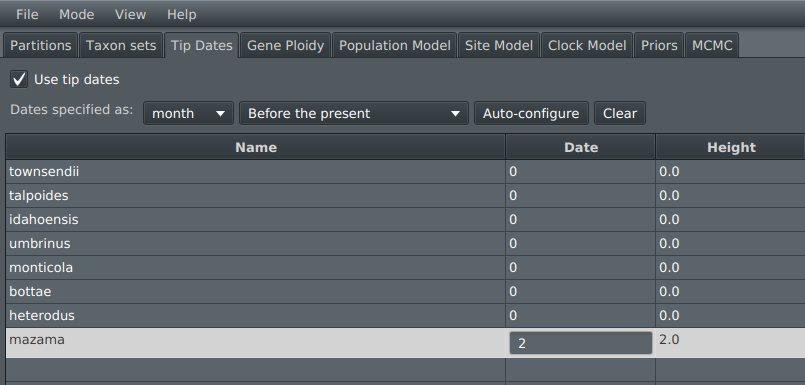 File Mode View Help
Partitions Taxon sets Tip Dates Gene Ploidy Population Model Site Model Clock Model Priors MCMC
Use tip dates
Dates specified as: month Before the present Auto-configure Clear
Name Date Height
townsendii 0 0.0
talpoides 0 0.0
idahoensis 0 0.0
umbrinus 0 0.0
monticola 0 0.0
bottae 0 0.0
heterodus 0 0.0
mazama 2 2.0